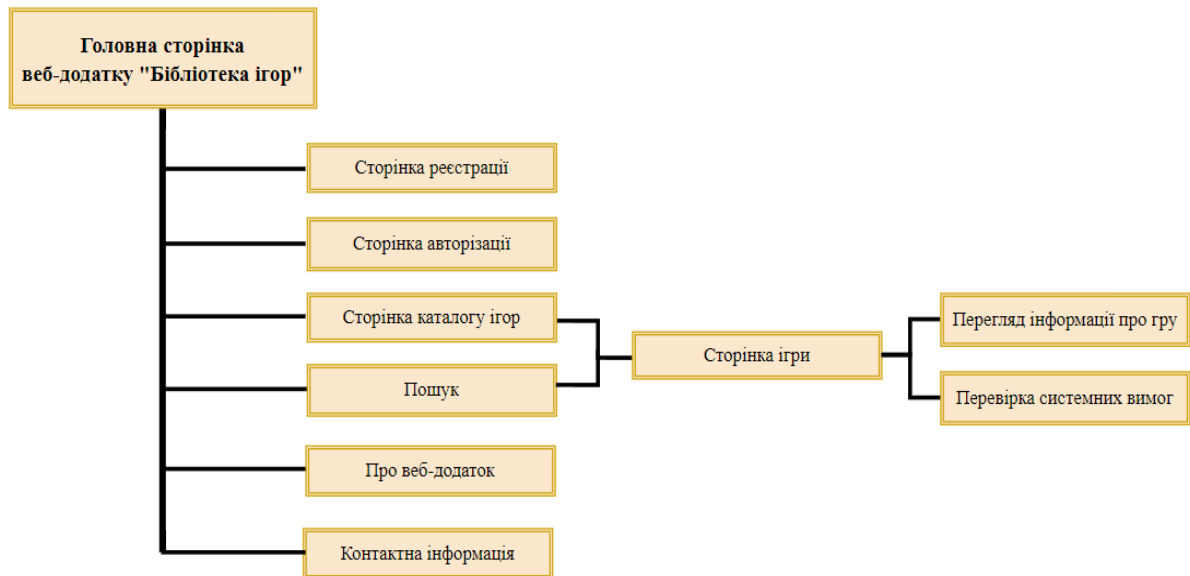 Головна сторінка
веб-додатку "Бібліотека ігор"
Сторінка реєстрації
Сторінка авторізації
Сторінка каталогу ігор
Пошук
Про веб-додаток
Контактна інформація
Сторінка ігри
Перегляд інформації про гру
Перевірка системних вимог